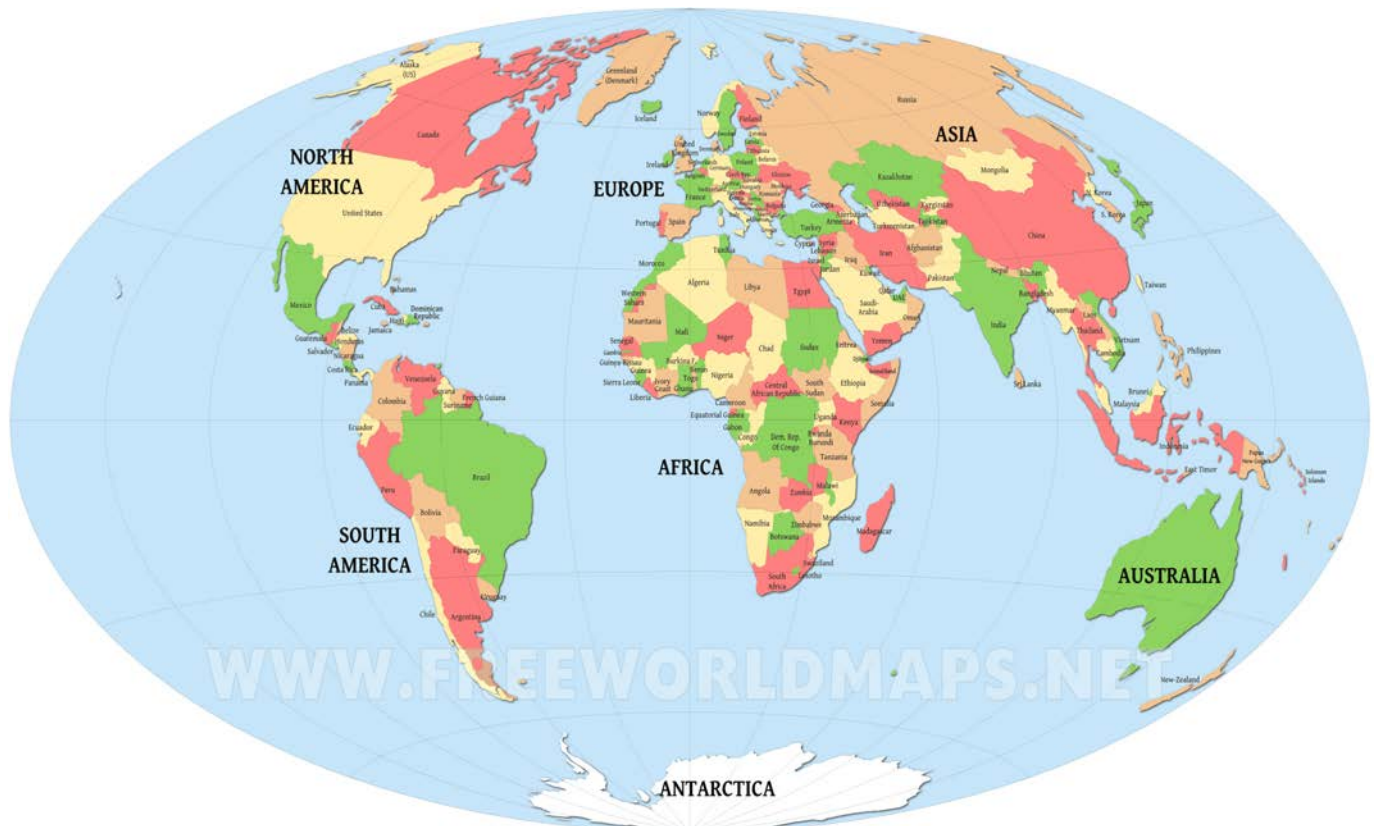 Alaska
(US)
Greenland
(Denmark)
Iceland
Canada
NORTH
AMERICA
United States
Mexico
Bahamas
Cuba
Dominican
Republic
Haiti
Jamaica
Belize
Honduras
Guatemala
Salvador
Nicaragua
Costa Rica
Panama
Venezuela
Guyana
Suriname
French Guiana
Colombia
Ecuador
Peru
Brazil
Bolivia
Paraguay
SOUTH
AMERICA
Chile
Argentina
Uruguay
EUROPE
Norway
Finland
Ireland
United
Kingdom
Poland
Belarus
Ukraine
Germany
France
Switzerland
Hungary
Romania
Portugal
Spain
Italy
Turkey
Georgia
Cyprus
Syria
Lebanon
Israel
Jordan
Iraq
Kuwait
Iran
Saudi-
Arabia
Qatar
UAE
Oman
Yemen
ASIA
Russia
Kazakhstan
Uzbekistan
Turkmenistan
Kyrgizstan
Afghanistan
Pakistan
Mongolia
China
N. Korea
S. Korea
Japan
Nepal
Bhutan
Bangladesh
India
Sri Lanka
Myanmar
Laos
Thailand
Vietnam
Cambodia
Taiwan
Philippines
Brunei
Malaysia
Indonesia
East Timor
Papua
New Guinea
Solomon
Islands
Morocco
Algeria
Tunisia
Libya
Egypt
Western
Sahara
Mauritania
Mali
Niger
Chad
Sudan
Eritrea
Djibouti
Senegal
Gambia
Guinea-Bissau
Guinea
Sierra Leone
Liberia
Ivory
Coast
Burkina F.
Ghana
Togo
Benin
Nigeria
Cameroon
Central
African Republic
South
Sudan
Ethiopia
Somaliland
Somalia
Equatorial Guinea
Gabon
Congo
Dem. Rep.
Of Congo
Uganda
Kenya
Rwanda
Burundi
Tanzania
AFRICA
Angola
Zambia
Malawi
Mozambique
Namibia
Botswana
Zimbabwe
Madagascar
South
Africa
Swaziland
Lesotho
AUSTRALIA
New-Zealand
WWW.FREEWORLDMAPS.NET
ANTARCTICA